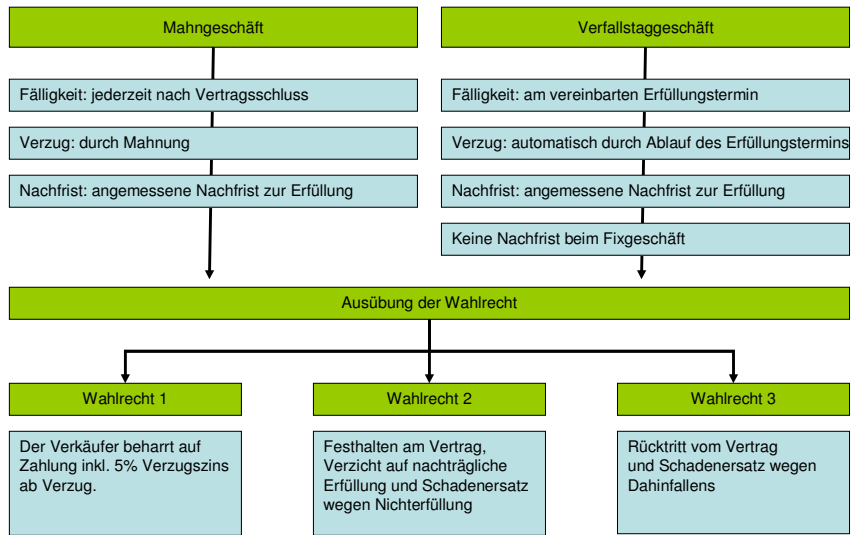 Mahngeschäft
Verfallstaggeschäft
Fälligkeit: jederzeit nach Vertragsschluss
Fälligkeit: am vereinbarten Erfüllungstermin
Verzug: durch Mahnung
Verzug: automatisch durch Ablauf des Erfüllungstermins
Nachfrist: angemessene Nachfrist zur Erfüllung
Nachfrist: angemessene Nachfrist zur Erfüllung
Keine Nachfrist beim Fixgeschäft
Ausübung der Wahlrecht
Wahlrecht 1
Wahlrecht 2
Wahlrecht 3
Der Verkäufer beharrt auf
Zahlung inkl. 5% Verzugszins
ab Verzug.
Festhalten am Vertrag,
Verzicht auf nachträgliche
Erfüllung und Schadenersatz
wegen Nichterfüllung
Rücktritt vom Vertrag
und Schadenersatz wegen
Dahinfallens